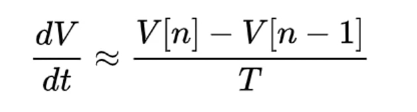 dV/dt ≈ (V[n] − V[n − 1])/T